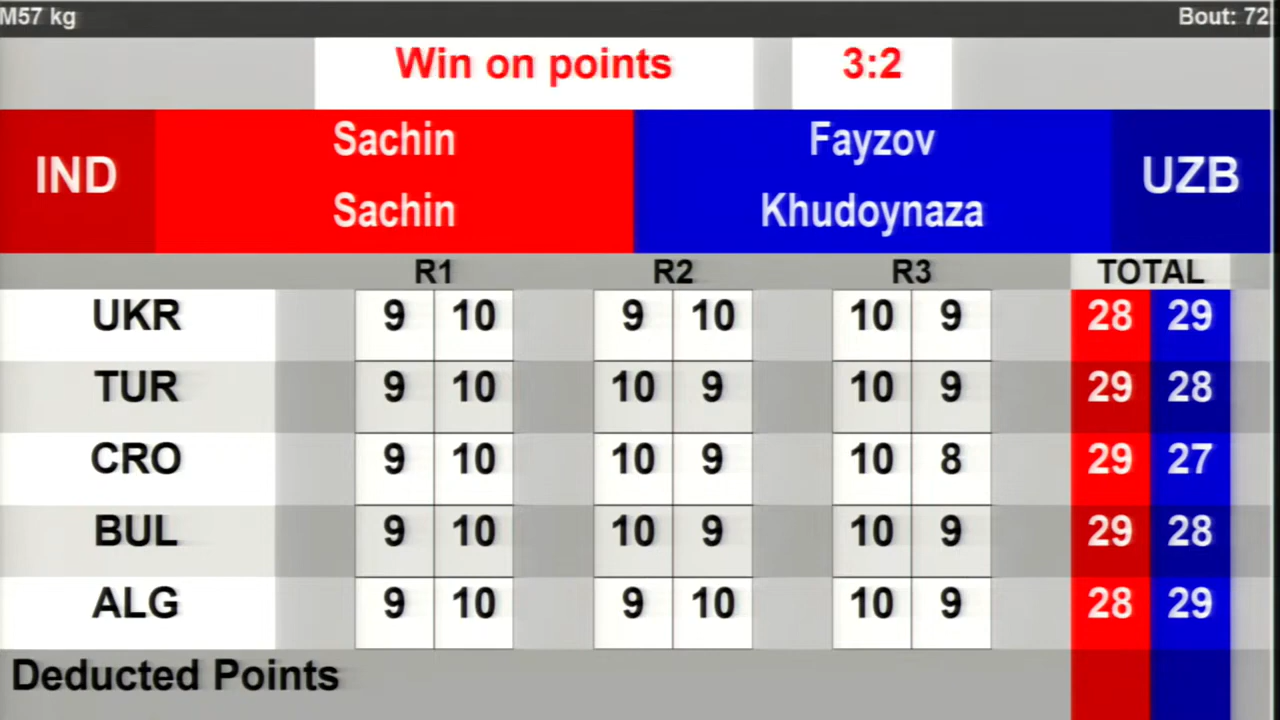 M57 kg Bout: 72
Win on points 3:2
IND Sachin Fayzov UZB
Sachin Khudoynaza
R1 R2 R3 TOTAL
UKR 9 10 9 10 10 9 28 29
TUR 9 10 10 9 10 9 29 28
CRO 9 10 10 9 10 8 29 27
BUL 9 10 10 9 10 9 29 28
ALG 9 10 9 10 10 9 28 29
Deducted Points